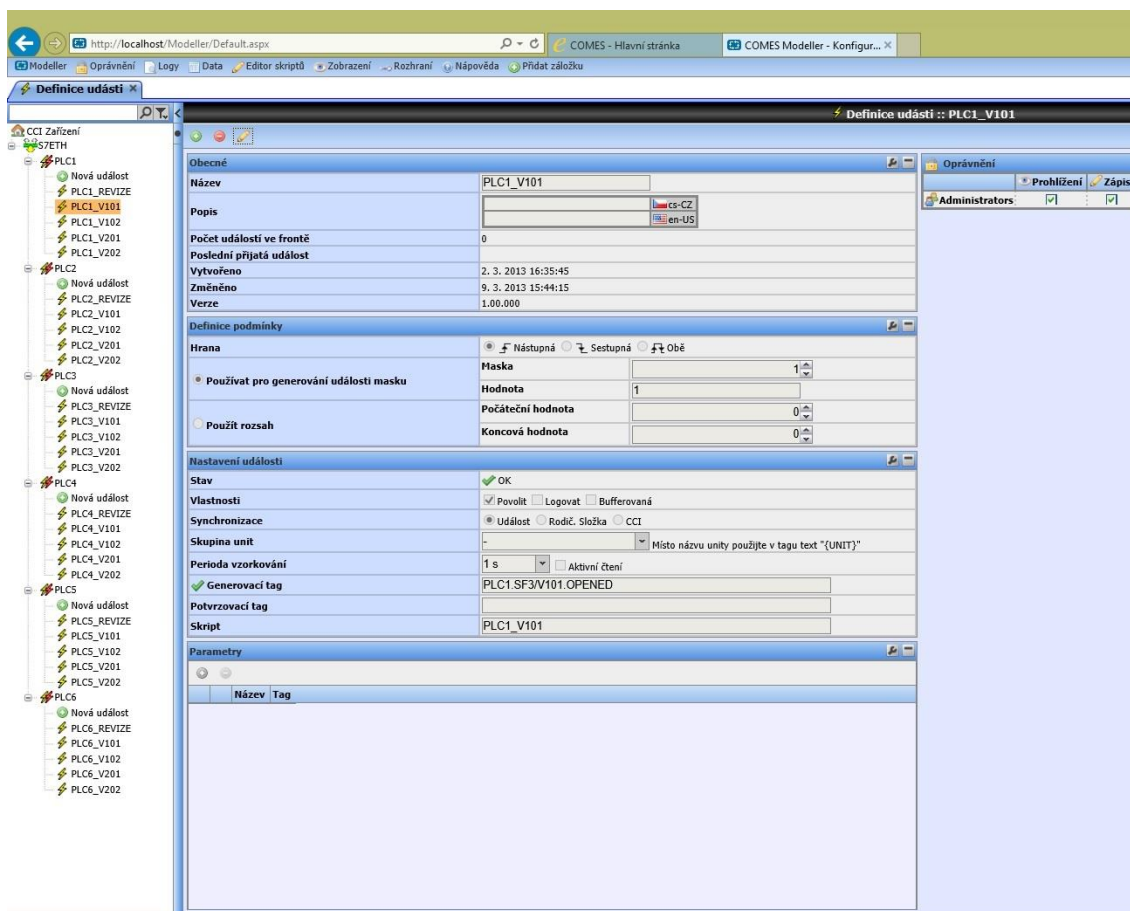 http://localhost/Modeller/Default.aspx
COMES - Hlavní stránka
COMES Modeller - Konfigur...
Modeller Oprávnění Logy Data Editor skriptů Zobrazení Rozhraní Nápověda Přidat záložku
Definice událsti
Definice událsti :: PLC1_V101
CCI Zařízení
S7ETH
PLC1
Nová událost
PLC1_REVIZE
PLC1_V101
PLC1_V102
PLC1_V201
PLC1_V202
PLC2
Nová událost
PLC2_REVIZE
PLC2_V101
PLC2_V102
PLC2_V201
PLC2_V202
PLC3
Nová událost
PLC3_REVIZE
PLC3_V101
PLC3_V102
PLC3_V201
PLC3_V202
PLC4
Nová událost
PLC4_REVIZE
PLC4_V101
PLC4_V102
PLC4_V201
PLC4_V202
PLC5
Nová událost
PLC5_REVIZE
PLC5_V101
PLC5_V102
PLC5_V201
PLC5_V202
PLC6
Nová událost
PLC6_REVIZE
PLC6_V101
PLC6_V102
PLC6_V201
PLC6_V202
Obecné
Název PLC1_V101
Popis cs-CZ
en-US
Počet událostí ve frontě 0
Poslední přijatá událost
Vytvořeno 2. 3. 2013 16:35:45
Změněno 9. 3. 2013 15:44:15
Verze 1.00.000
Definice podmínky
Hrana Nástupná Sestupná Obě
Používat pro generování události masku
Maska 1
Hodnota 1
Použít rozsah
Počáteční hodnota 0
Koncová hodnota 0
Nastavení události
Stav OK
Vlastnosti Povolit Logovat Bufferovaná
Synchronizace Událost Rodič. Složka CCI
Skupina unit - Místo názvu unity použijte v tagu text "{UNIT}"
Perioda vzorkování 1 s Aktivní čtení
Generovací tag PLC1.SF3/V101.OPENED
Potvrzovací tag
Skript PLC1_V101
Parametry
Název Tag
Oprávnění
Prohlížení Zápis
Administrators